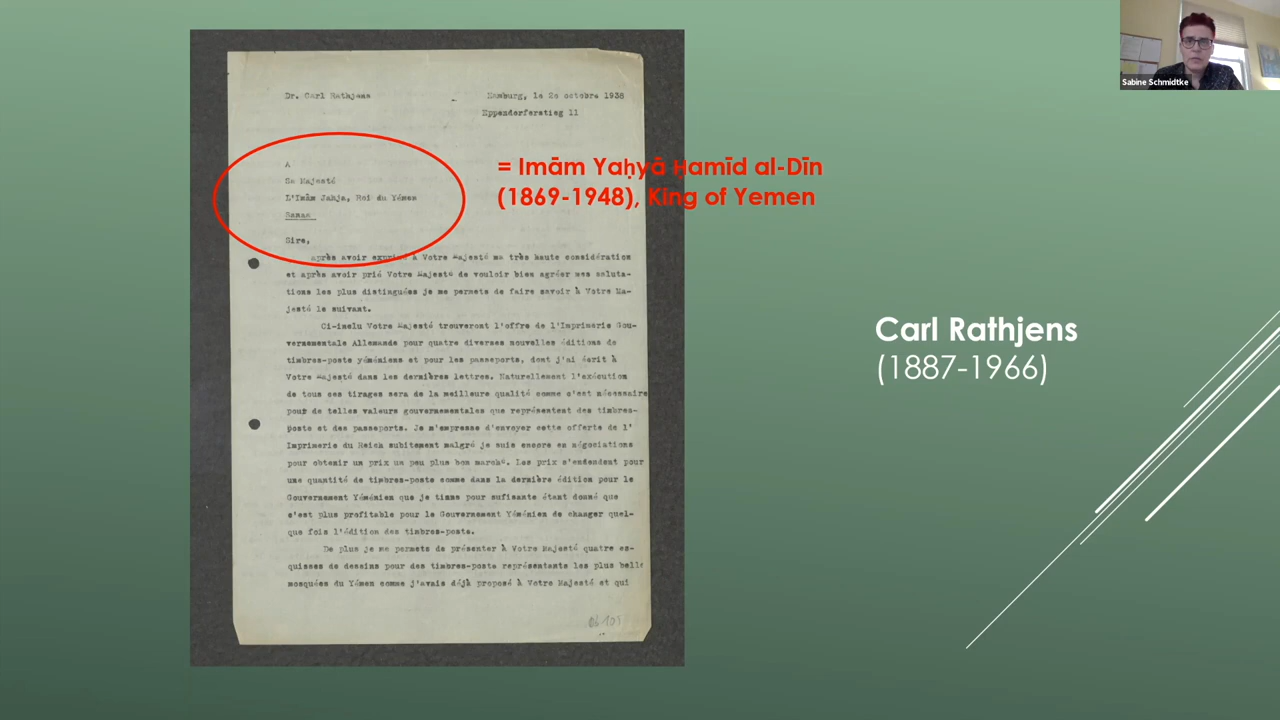 Dr. Carl Rathjens
Hamburg, le 20 octobre 1938
Eppendorferstieg 11
A
Sa Majesté
L'Imâm Jahja, Roi du Yémen
Sanaa
Sire,
après avoir exprimé à Votre Majesté ma très haute considération
et après avoir prié Votre Majesté de vouloir bien agréer mes saluta-
tions les plus distinguées je me permets de faire savoir à Votre Ma-
jesté le suivant.
Ci-inclu Votre Majesté trouveront l'offre de l'Imprimerie Gou-
vernementale Allemande pour quatre diverses nouvelles éditions de
timbres-poste yéméniens et pour les passeports, dont j'ai écrit à
Votre Majesté dans les dernières lettres. Naturellement l'exécution
de tous ces tirages sera de la meilleure qualité comme c'est nécessaire
pour de telles valeurs gouvernementales que représentent des timbres-
poste et des passeports. Je m'empresse d'envoyer cette offerte de l'
Imprimerie du Reich subitement malgré je suis encore en négociations
pour obtenir un prix un peu plus bon marché. Les prix s'endendent pour
une quantité de timbres-poste comme dans la dernière édition pour le
Gouvernement Yéménien que je tinns pour sufisante étant donné que
c'est plus profitable pour le Gouvernement Yéménien de changer quel-
que fois l'édition des timbres-poste.
De plus je me permets de présenter à Votre Majesté quatre es-
quisses de dessins pour des timbres-poste représentants les plus belle
mosquées du Yémen comme j'avais déjà proposé à Votre Majesté et qui
= Imām Yaḥyā Ḥamīd al-Dīn
(1869-1948), King of Yemen
Carl Rathjens
(1887-1966)
Sabine Schmidtke